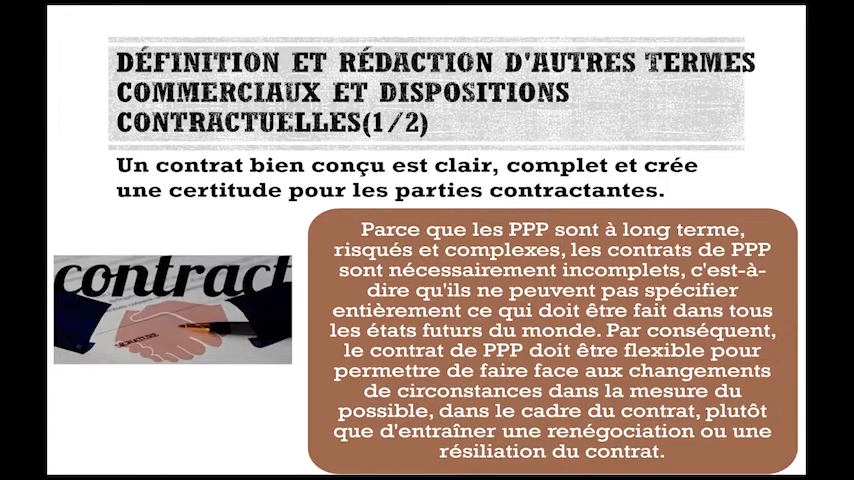 DÉFINITION ET RÉDACTION D'AUTRES TERMES
COMMERCIAUX ET DISPOSITIONS
CONTRACTUELLES(1/2)
Un contrat bien conçu est clair, complet et crée
une certitude pour les parties contractantes.
Parce que les PPP sont à long terme,
risqués et complexes, les contrats de PPP
sont nécessairement incomplets, c'est-à-
dire qu'ils ne peuvent pas spécifier
entièrement ce qui doit être fait dans tous
les états futurs du monde. Par conséquent,
le contrat de PPP doit être flexible pour
permettre de faire face aux changements
de circonstances dans la mesure du
possible, dans le cadre du contrat, plutôt
que d'entraîner une renégociation ou une
résiliation du contrat.
contract
SIGNATURE